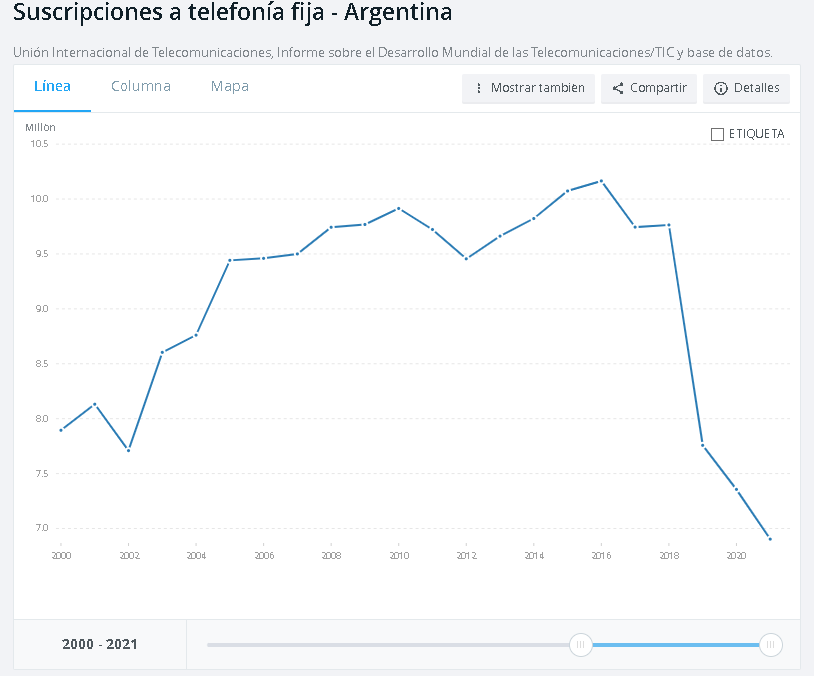 Suscripciones a telefonía fija - Argentina
Unión Internacional de Telecomunicaciones, Informe sobre el Desarrollo Mundial de las Telecomunicaciones/TIC y base de datos.
Línea Columna Mapa Mostrar también Compartir Detalles
Millón
ETIQUETA
10.5
10.0
9.5
9.0
8.5
8.0
7.5
7.0
2000 2002 2004 2006 2008 2010 2012 2014 2016 2018 2020
2000 - 2021